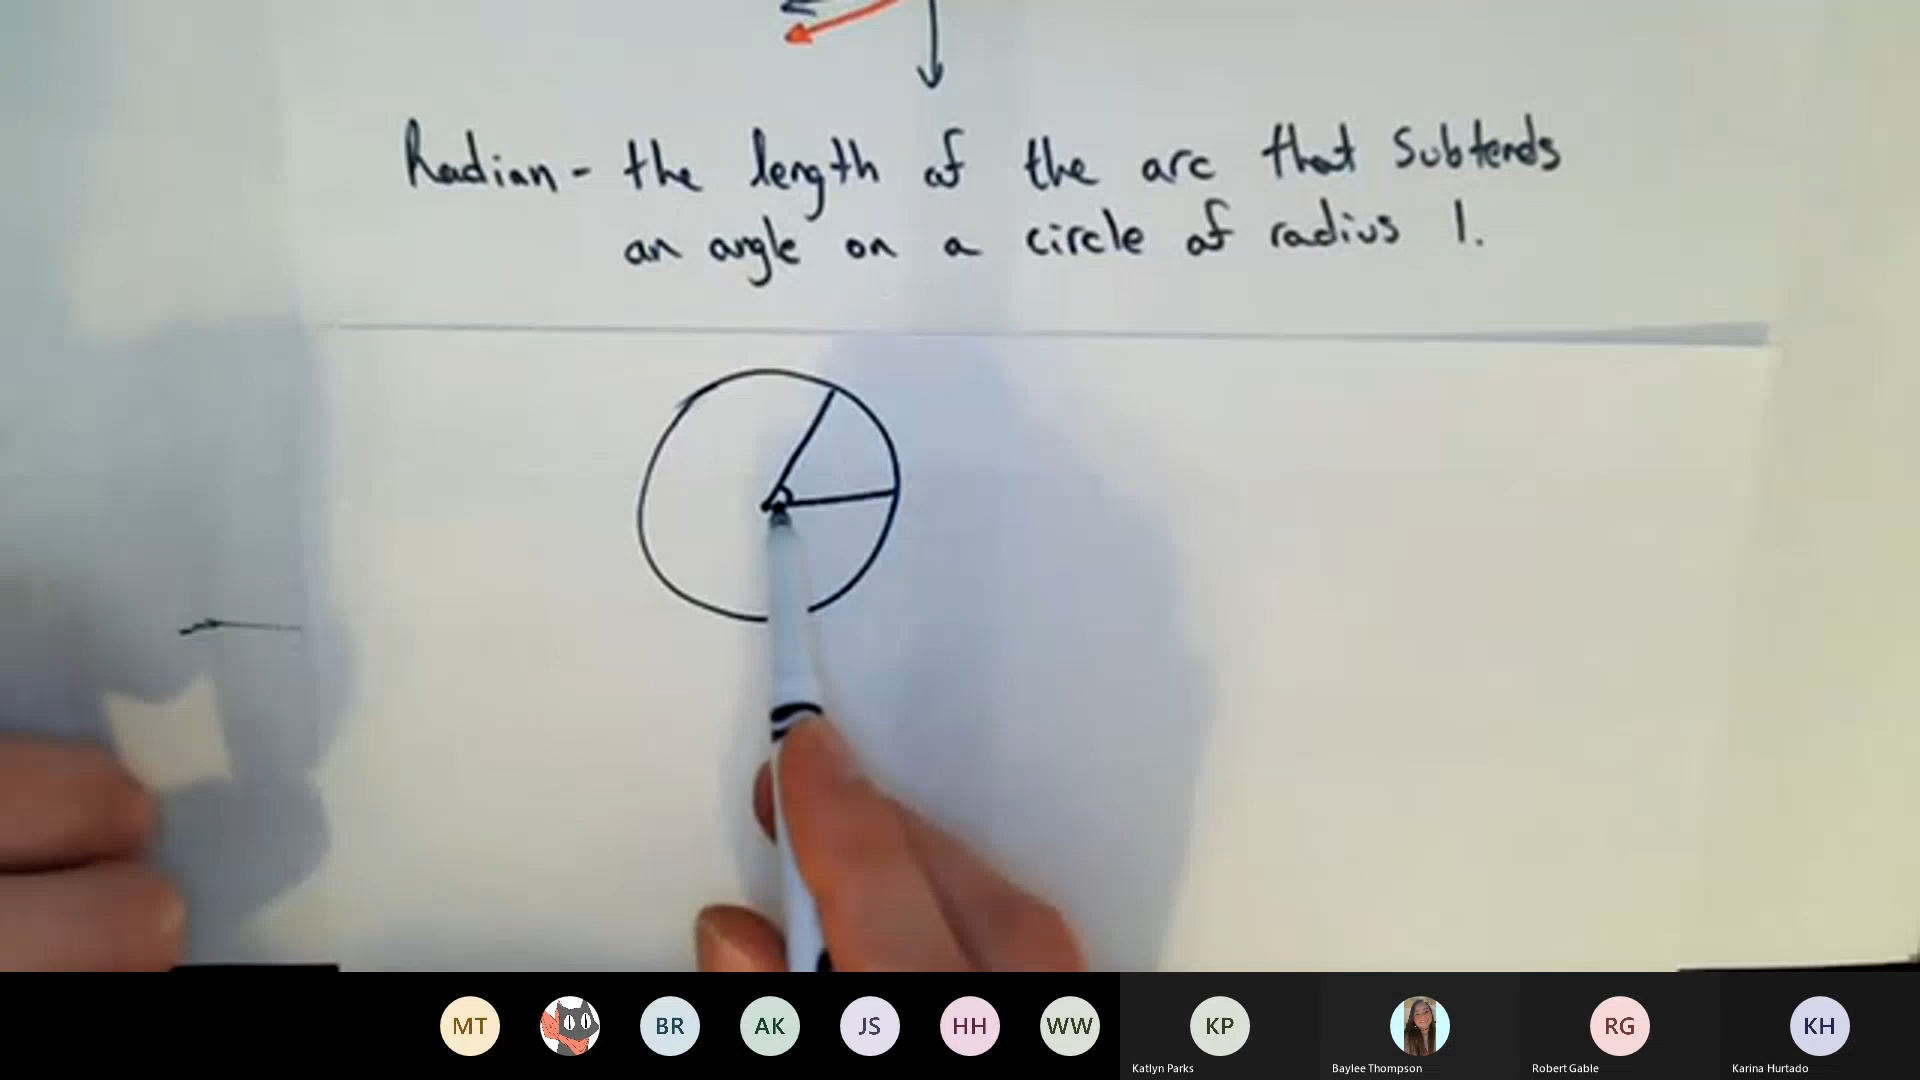 Radian - the length of the arc that subtends
an angle on a circle of radius 1.
MT
BR
AK
JS
HH
WW
KP
RG
KH
Katlyn Parks
Baylee Thompson
Robert Gable
Karina Hurtado